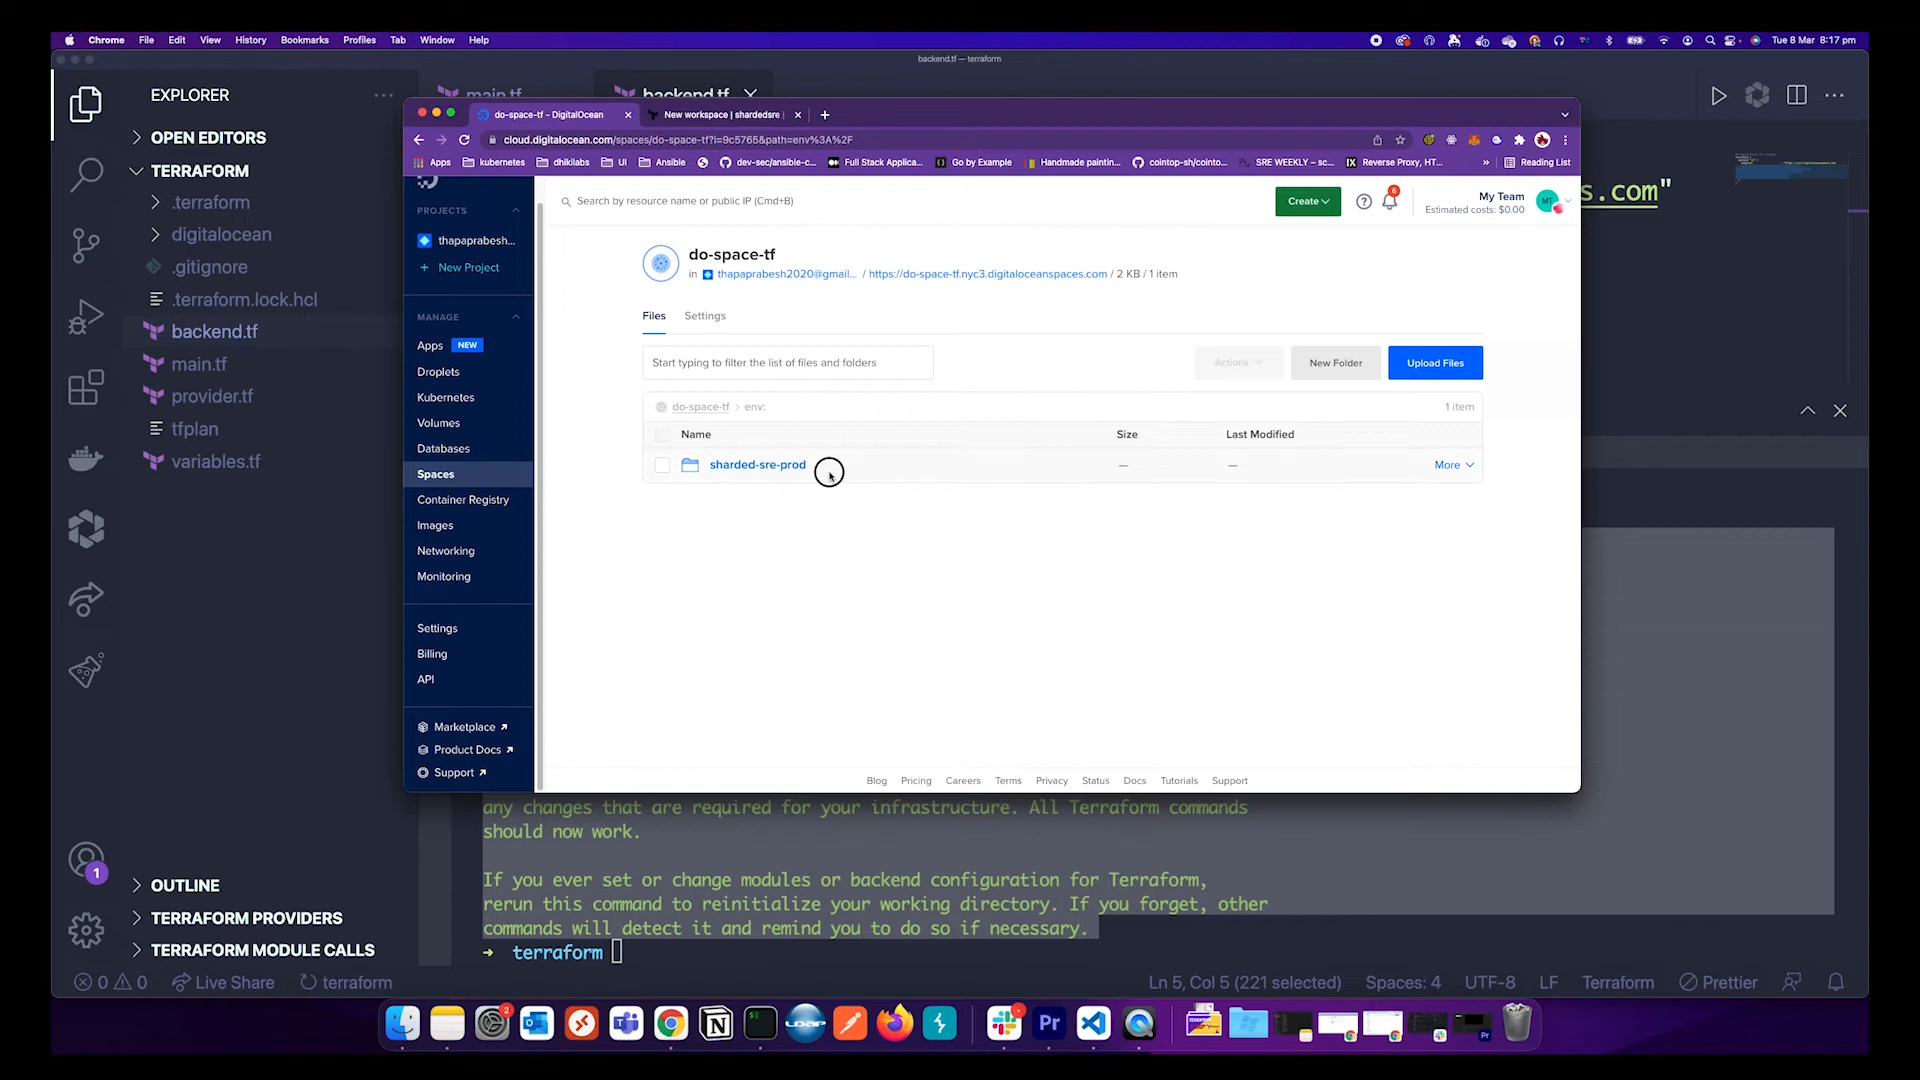 Chrome File Edit View History Bookmarks Profiles Tab Window Help
Tue 8 Mar 8:17 pm
backend.tf — terraform
EXPLORER
main.tf
backend.tf
OPEN EDITORS
TERRAFORM
.terraform
digitalocean
.gitignore
.terraform.lock.hcl
backend.tf
main.tf
provider.tf
tfplan
variables.tf
1
OUTLINE
TERRAFORM PROVIDERS
TERRAFORM MODULE CALLS
do-space-tf - DigitalOcean
New workspace | shardedsre
cloud.digitalocean.com/spaces/do-space-tf?i=9c5765&path=env%3A%2F
Apps kubernetes dhikilabs UI Ansible dev-sec/ansible-c... Full Stack Applica... Go by Example Handmade paintin... cointop-sh/cointo... SRE WEEKLY – sc... Reverse Proxy, HT... » Reading List
s.com"
PROJECTS
thapaprabesh...
+ New Project
MANAGE
Apps NEW
Droplets
Kubernetes
Volumes
Databases
Spaces
Container Registry
Images
Networking
Monitoring
Settings
Billing
API
Marketplace
Product Docs
Support
Search by resource name or public IP (Cmd+B)
Create
6
My Team
Estimated costs: $0.00
MT
do-space-tf
in thapaprabesh2020@gmail... / https://do-space-tf.nyc3.digitaloceanspaces.com / 2 KB / 1 item
Files Settings
Start typing to filter the list of files and folders
Actions
New Folder
Upload Files
do-space-tf > env:
1 item
Name Size Last Modified
sharded-sre-prod — — More
Blog Pricing Careers Terms Privacy Status Docs Tutorials Support
any changes that are required for your infrastructure. All Terraform commands
should now work.
If you ever set or change modules or backend configuration for Terraform,
rerun this command to reinitialize your working directory. If you forget, other
commands will detect it and remind you to do so if necessary.
→ terraform
0 0 Live Share terraform
Ln 5, Col 5 (221 selected) Spaces: 4 UTF-8 LF Terraform Prettier
2
LDAP
Pr